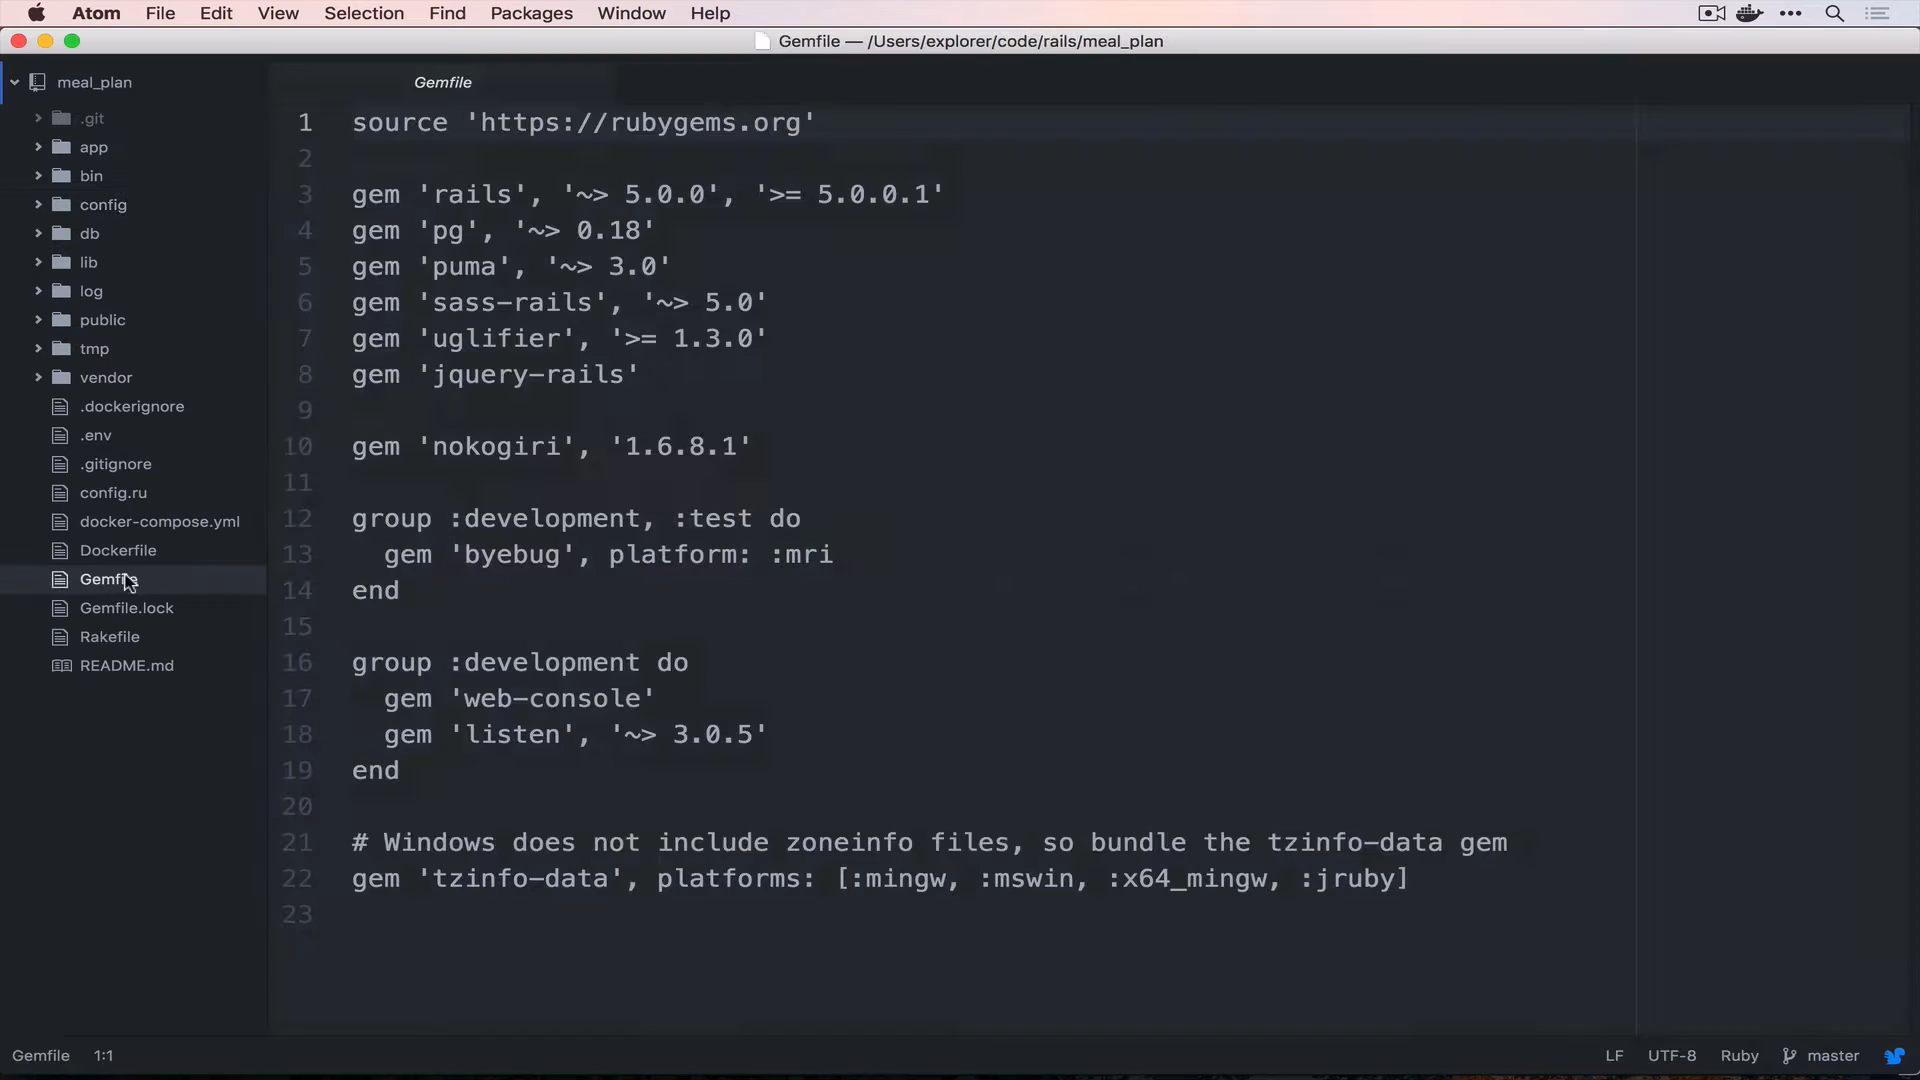 Atom File Edit View Selection Find Packages Window Help
Gemfile — /Users/explorer/code/rails/meal_plan
meal_plan
.git
app
bin
config
db
lib
log
public
tmp
vendor
.dockerignore
.env
.gitignore
config.ru
docker-compose.yml
Dockerfile
Gemfile
Gemfile.lock
Rakefile
README.md
Gemfile
1 source 'https://rubygems.org'
2
3 gem 'rails', '~> 5.0.0', '>= 5.0.0.1'
4 gem 'pg', '~> 0.18'
5 gem 'puma', '~> 3.0'
6 gem 'sass-rails', '~> 5.0'
7 gem 'uglifier', '>= 1.3.0'
8 gem 'jquery-rails'
9
10 gem 'nokogiri', '1.6.8.1'
11
12 group :development, :test do
13   gem 'byebug', platform: :mri
14 end
15
16 group :development do
17   gem 'web-console'
18   gem 'listen', '~> 3.0.5'
19 end
20
21 # Windows does not include zoneinfo files, so bundle the tzinfo-data gem
22 gem 'tzinfo-data', platforms: [:mingw, :mswin, :x64_mingw, :jruby]
23
Gemfile 1:1 LF UTF-8 Ruby master